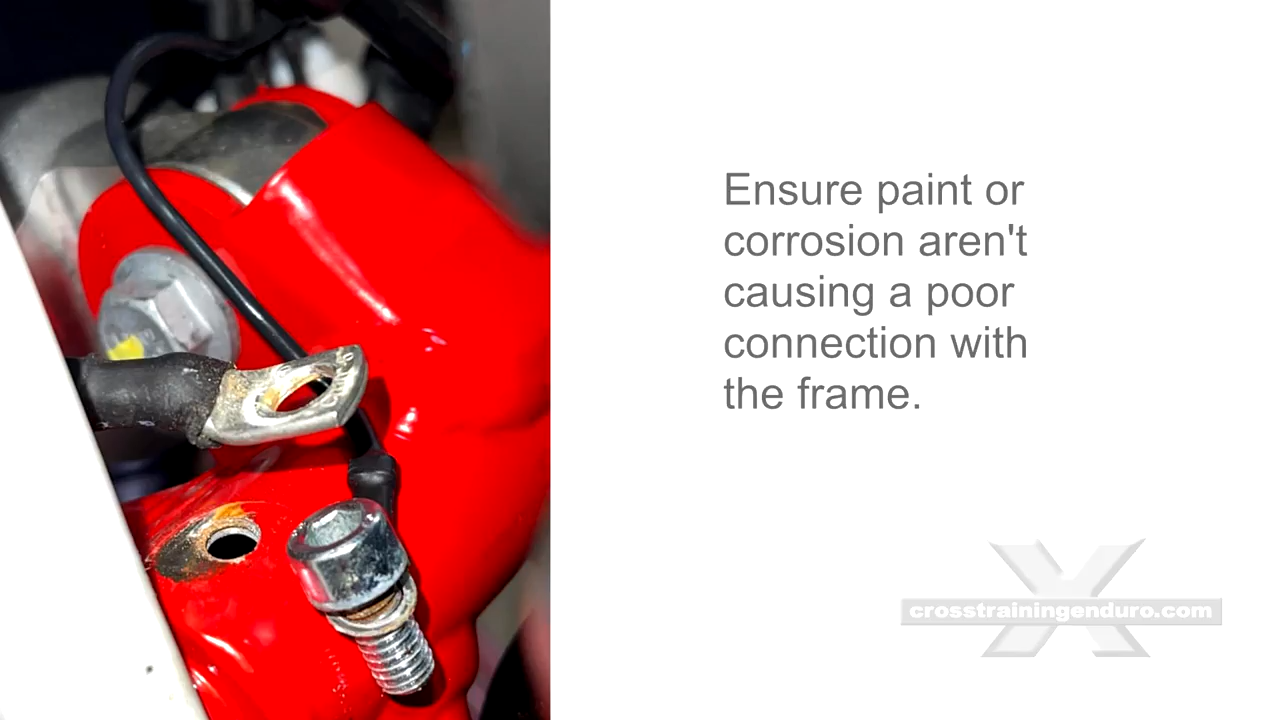 Ensure paint or
corrosion aren't
causing a poor
connection with
the frame.
crosstrainingenduro.com